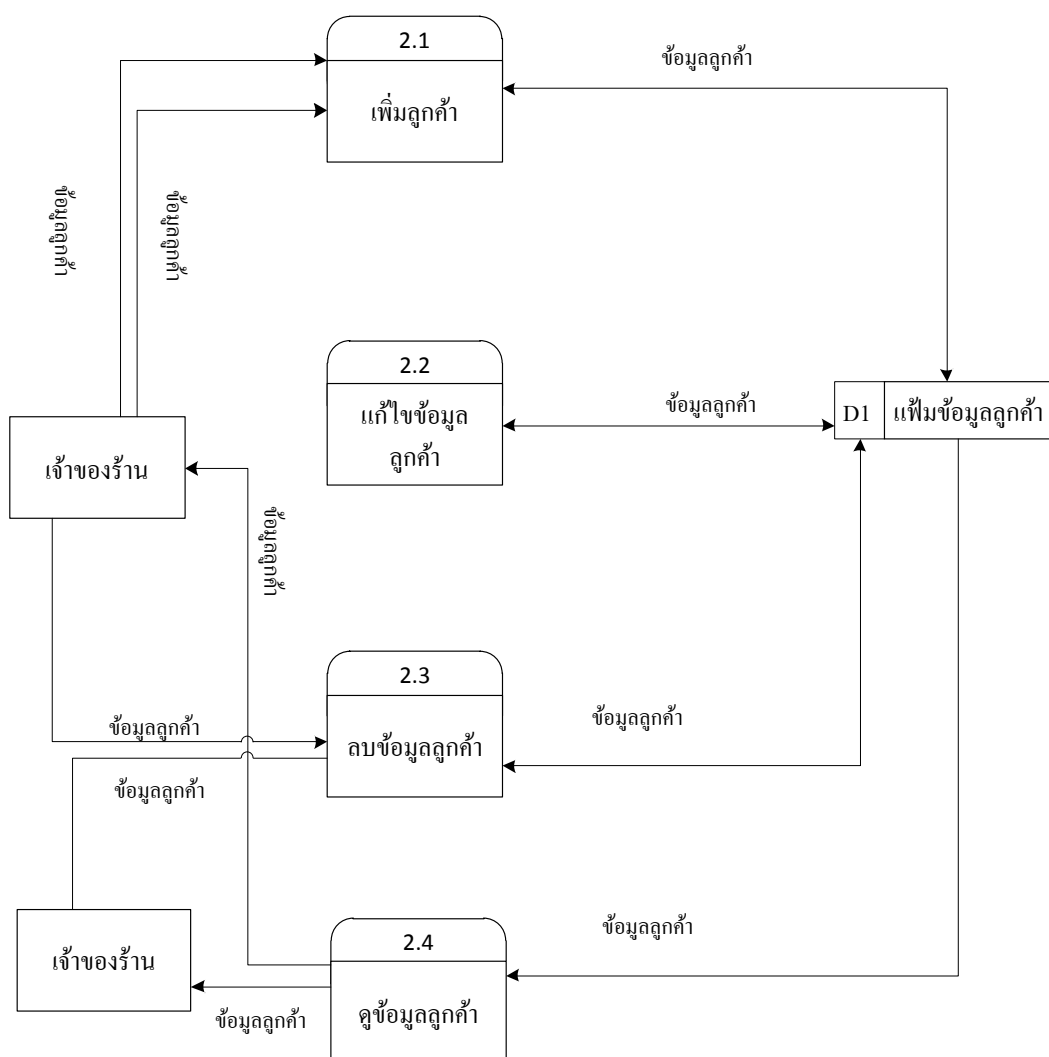 2.1
เพิ่มลูกค้า
ข้อมูลลูกค้า
ข้อมูลลูกค้า
ข้อมูลลูกค้า
2.2
แก้ไขข้อมูล
ลูกค้า
ข้อมูลลูกค้า
D1
แฟ้มข้อมูลลูกค้า
เจ้าของร้าน
ข้อมูลลูกค้า
2.3
ลบข้อมูลลูกค้า
ข้อมูลลูกค้า
ข้อมูลลูกค้า
ข้อมูลลูกค้า
เจ้าของร้าน
2.4
ดูข้อมูลลูกค้า
ข้อมูลลูกค้า
ข้อมูลลูกค้า